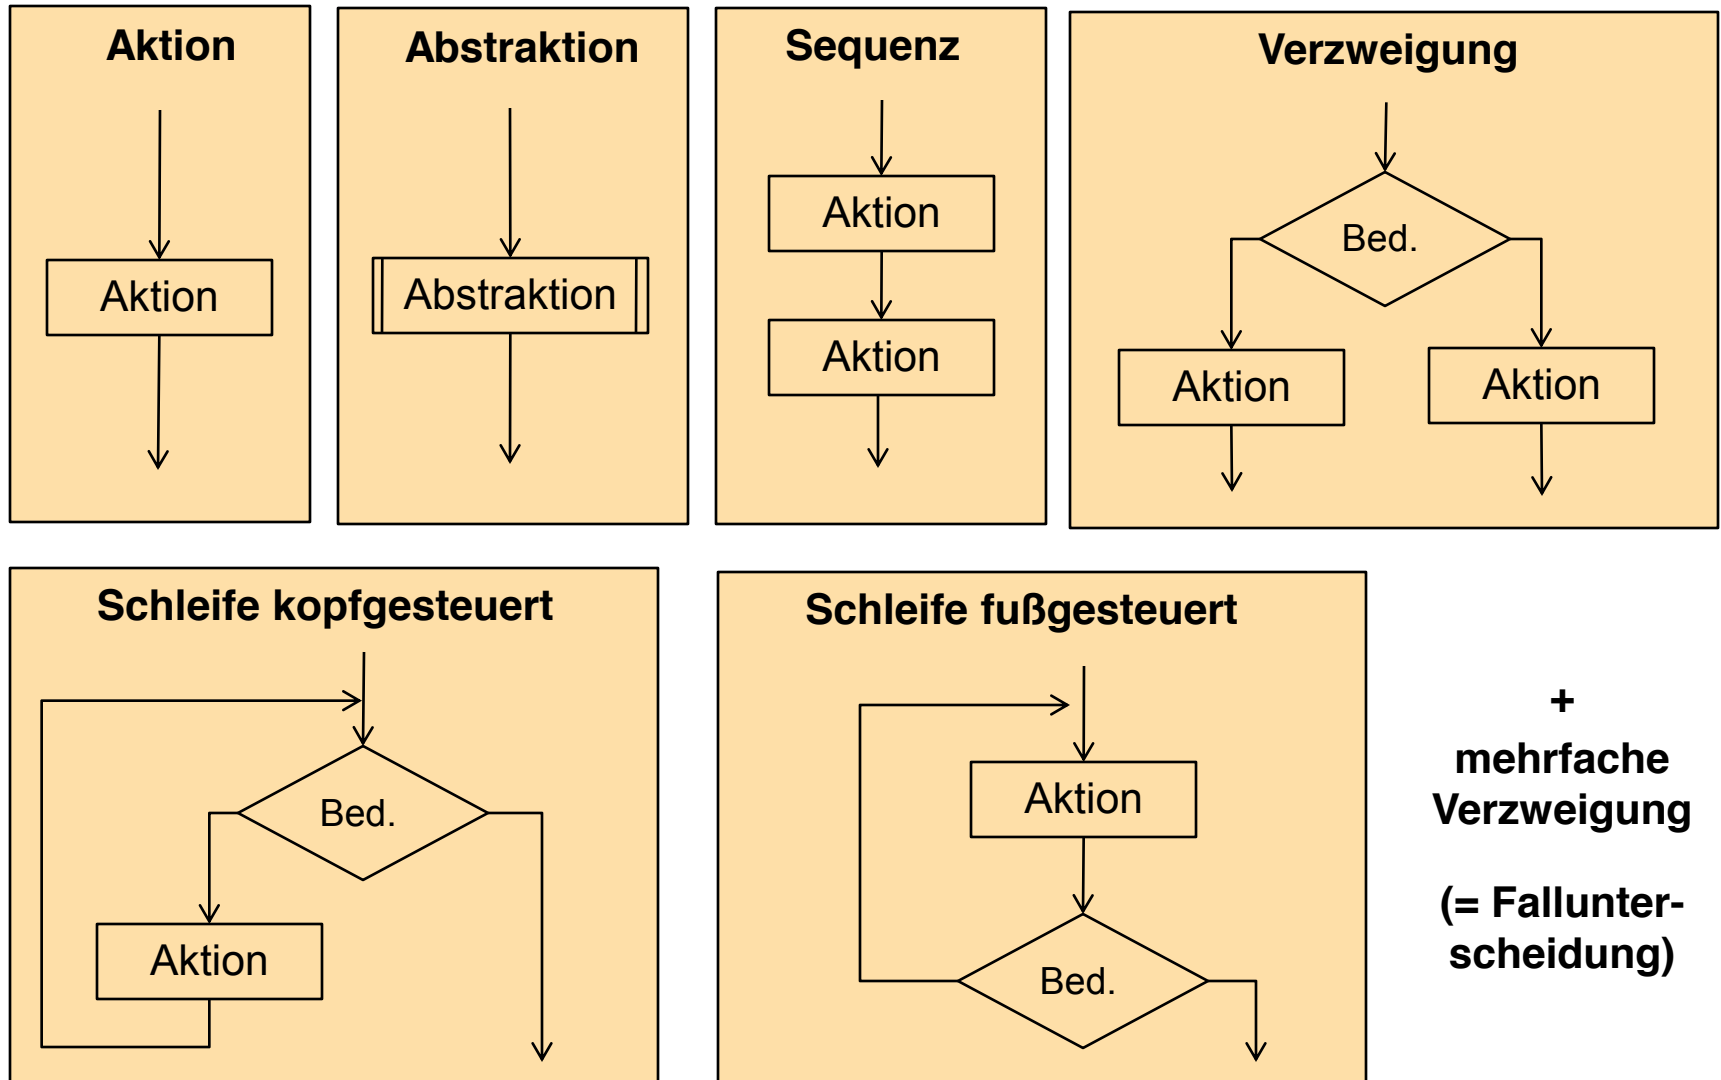 Aktion
Aktion
Abstraktion
Abstraktion
Sequenz
Aktion
Aktion
Verzweigung
Bed.
Aktion
Aktion
Schleife kopfgesteuert
Bed.
Aktion
Schleife fußgesteuert
Aktion
Bed.
+
mehrfache
Verzweigung
(= Fallunter-
scheidung)